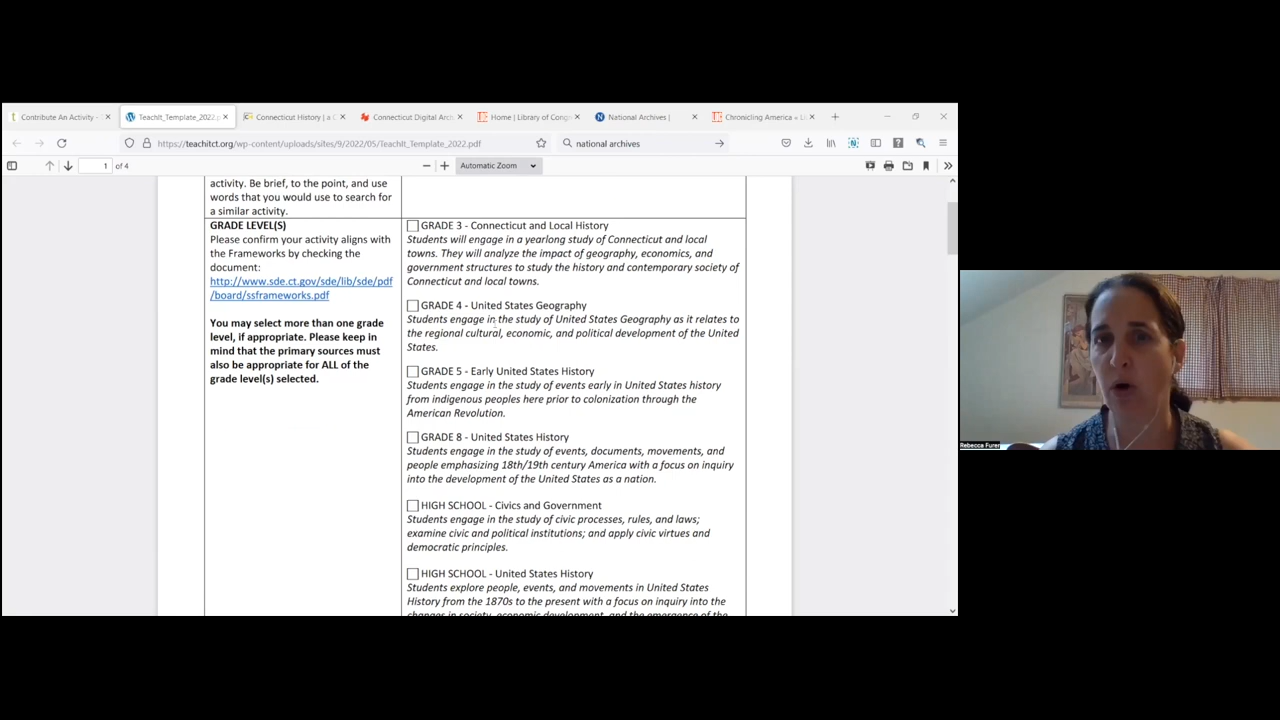 Contribute An Activity -
TeachIt_Template_2022.p
Connecticut History | a C
Connecticut Digital Arch
Home | Library of Cong
National Archives |
Chronicling America « Li
https://teachitct.org/wp-content/uploads/sites/9/2022/05/TeachIt_Template_2022.pdf
national archives
1 of 4
Automatic Zoom
activity. Be brief, to the point, and use
words that you would use to search for
a similar activity.
GRADE LEVEL(S)
Please confirm your activity aligns with
the Frameworks by checking the
document:
http://www.sde.ct.gov/sde/lib/sde/pdf
/board/ssframeworks.pdf
You may select more than one grade
level, if appropriate. Please keep in
mind that the primary sources must
also be appropriate for ALL of the
grade level(s) selected.
GRADE 3 - Connecticut and Local History
Students will engage in a yearlong study of Connecticut and local
towns. They will analyze the impact of geography, economics, and
government structures to study the history and contemporary society of
Connecticut and local towns.
GRADE 4 - United States Geography
Students engage in the study of United States Geography as it relates to
the regional cultural, economic, and political development of the United
States.
GRADE 5 - Early United States History
Students engage in the study of events early in United States history
from indigenous peoples here prior to colonization through the
American Revolution.
GRADE 8 - United States History
Students engage in the study of events, documents, movements, and
people emphasizing 18th/19th century America with a focus on inquiry
into the development of the United States as a nation.
HIGH SCHOOL - Civics and Government
Students engage in the study of civic processes, rules, and laws;
examine civic and political institutions; and apply civic virtues and
democratic principles.
HIGH SCHOOL - United States History
Students explore people, events, and movements in United States
History from the 1870s to the present with a focus on inquiry into the
changes in society, economic development, and the emergence of the
Rebecca Furer